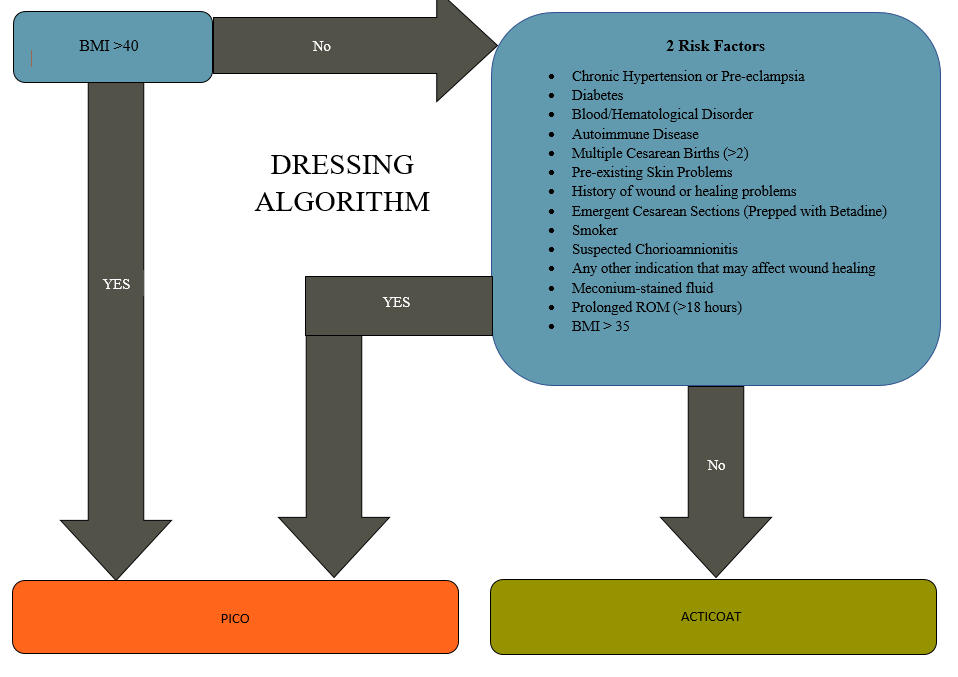 BMI >40
No
2 Risk Factors
• Chronic Hypertension or Pre-eclampsia
• Diabetes
• Blood/Hematological Disorder
• Autoimmune Disease
• Multiple Cesarean Births (>2)
• Pre-existing Skin Problems
• History of wound or healing problems
• Emergent Cesarean Sections (Prepped with Betadine)
• Smoker
• Suspected Chorioamnionitis
• Any other indication that may affect wound healing
• Meconium-stained fluid
• Prolonged ROM (>18 hours)
• BMI > 35
DRESSING
ALGORITHM
YES
YES
No
PICO
ACTICOAT